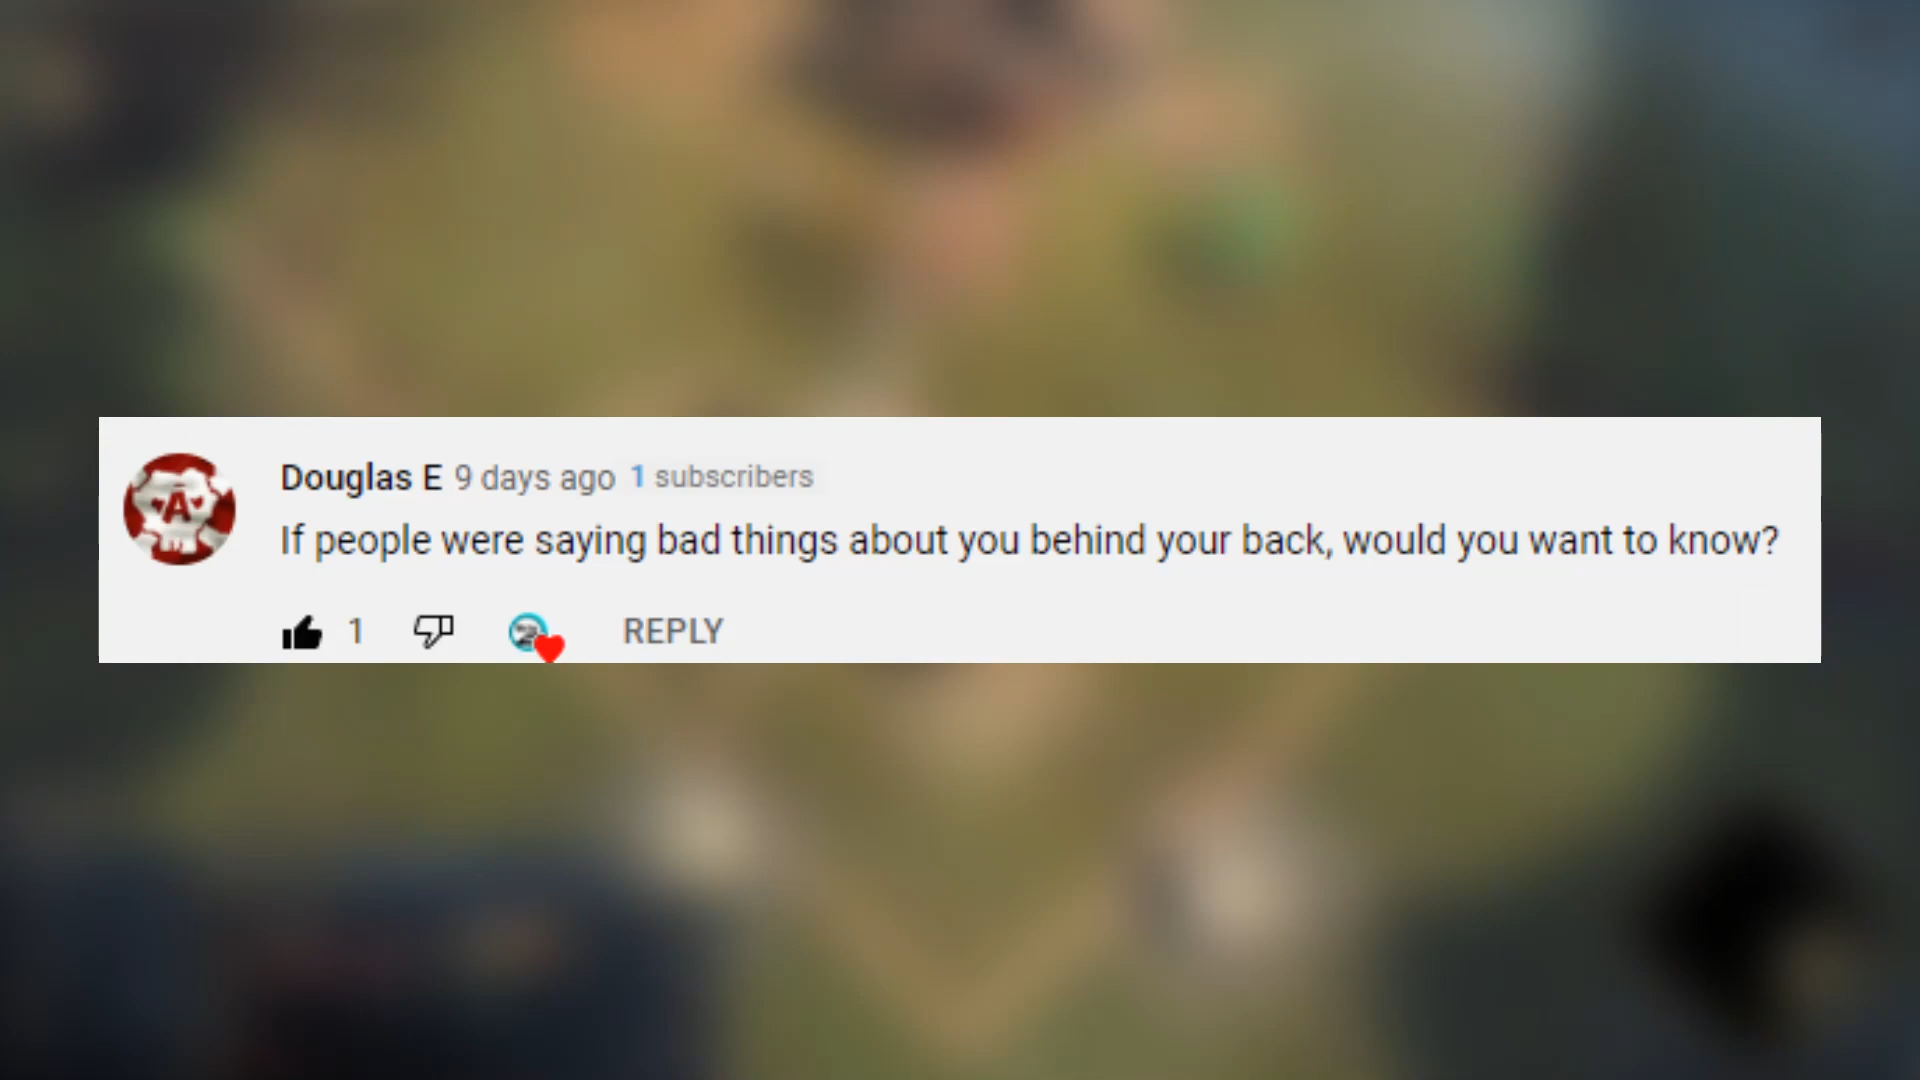 Douglas E 9 days ago 1 subscribers
If people were saying bad things about you behind your back, would you want to know?
1 REPLY
A